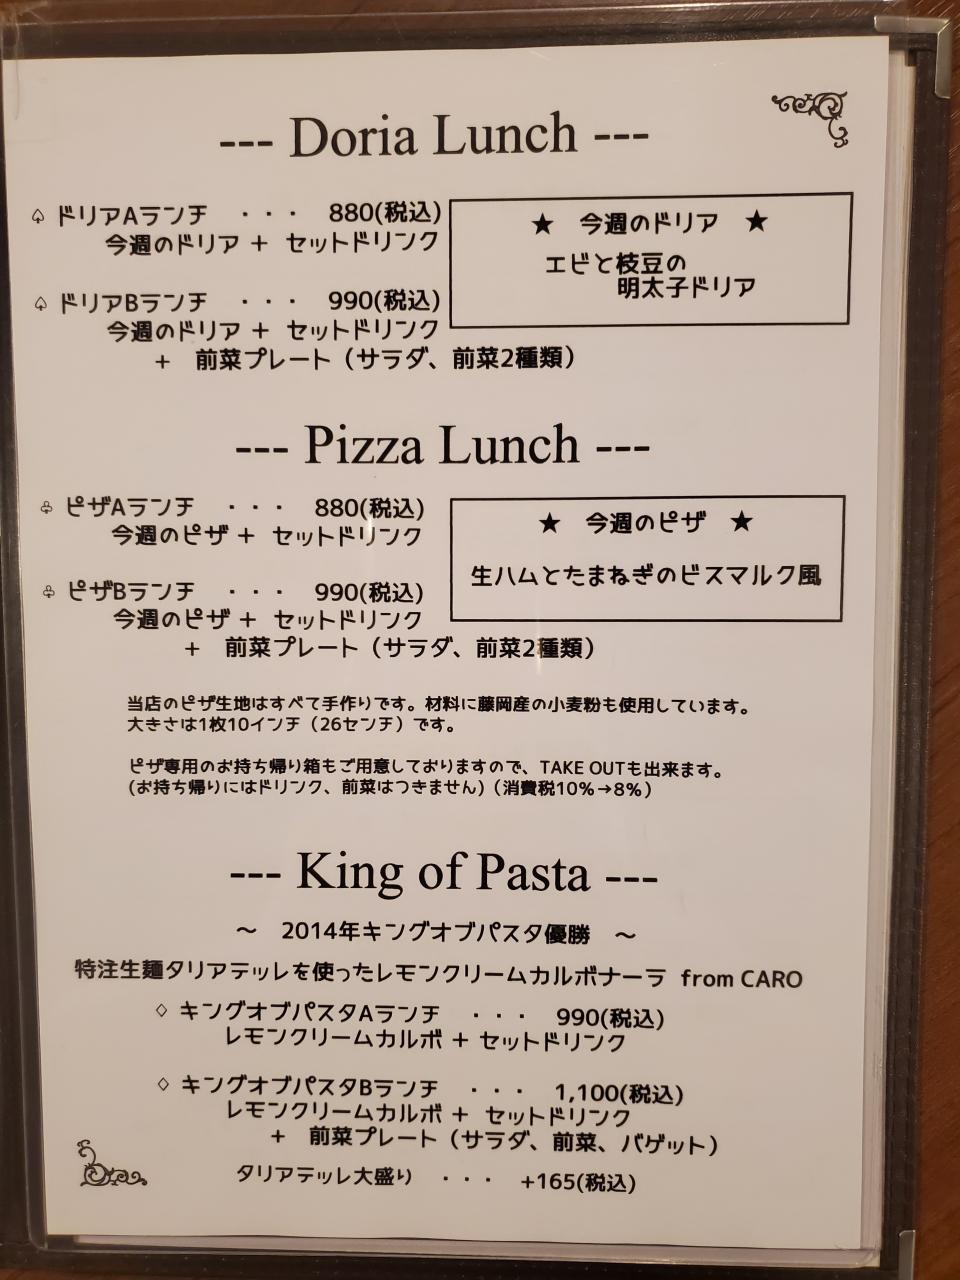 --- Doria Lunch ---
♤ ドリアAランチ ・・・ 880(税込)
今週のドリア + セットドリンク
★ 今週のドリア ★
エビと枝豆の
明太子ドリア
♤ ドリアBランチ ・・・ 990(税込)
今週のドリア + セットドリンク
+ 前菜プレート（サラダ、前菜2種類）
--- Pizza Lunch ---
♧ ピザAランチ ・・・ 880(税込)
今週のピザ + セットドリンク
★ 今週のピザ ★
生ハムとたまねぎのビスマルク風
♧ ピザBランチ ・・・ 990(税込)
今週のピザ + セットドリンク
+ 前菜プレート（サラダ、前菜2種類）
当店のピザ生地はすべて手作りです。材料に藤岡産の小麦粉も使用しています。
大きさは1枚10インチ（26センチ）です。
ピザ専用のお持ち帰り箱もご用意しておりますので、TAKE OUTも出来ます。
(お持ち帰りにはドリンク、前菜はつきません)（消費税10%→8%）
--- King of Pasta ---
～ 2014年キングオブパスタ優勝 ～
特注生麺タリアテッレを使ったレモンクリームカルボナーラ from CARO
♢ キングオブパスタAランチ ・・・ 990(税込)
レモンクリームカルボ + セットドリンク
♢ キングオブパスタBランチ ・・・ 1,100(税込)
レモンクリームカルボ + セットドリンク
+ 前菜プレート（サラダ、前菜、バゲット）
タリアテッレ大盛り ・・・ +165(税込)